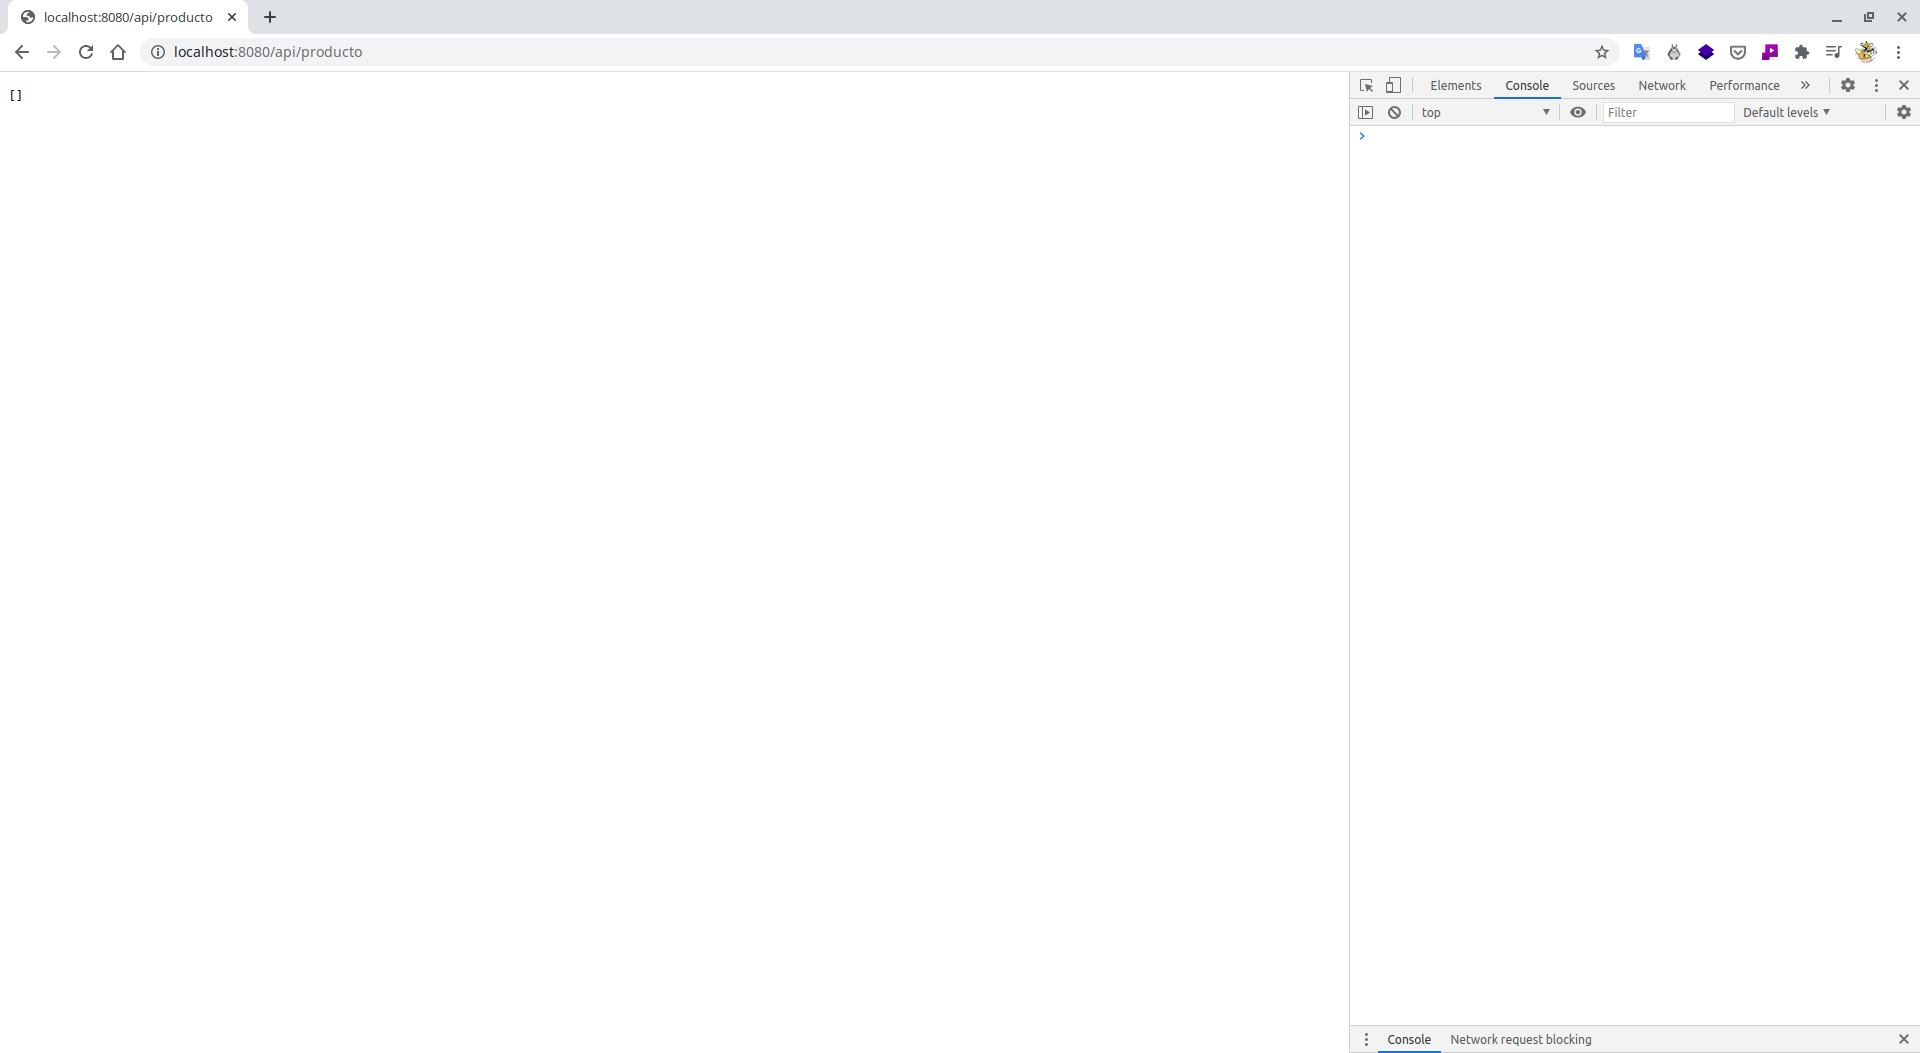 localhost:8080/api/producto
localhost:8080/api/producto
[]
Elements Console Sources Network Performance
top Filter Default levels
Console Network request blocking